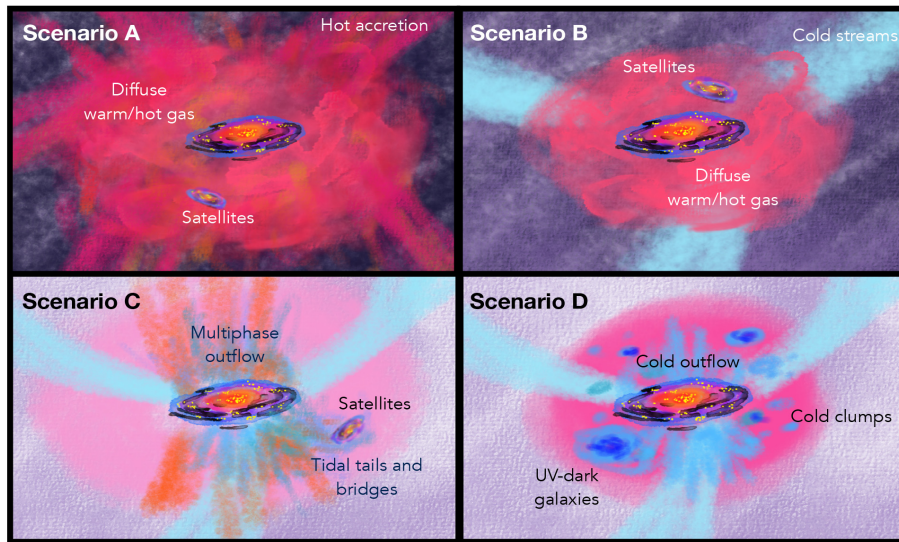 Scenario A
Hot accretion
Diffuse
warm/hot gas
Satellites
Scenario B
Cold streams
Satellites
Diffuse
warm/hot gas
Scenario C
Multiphase
outflow
Satellites
Tidal tails and
bridges
Scenario D
Cold outflow
Cold clumps
UV-dark
galaxies